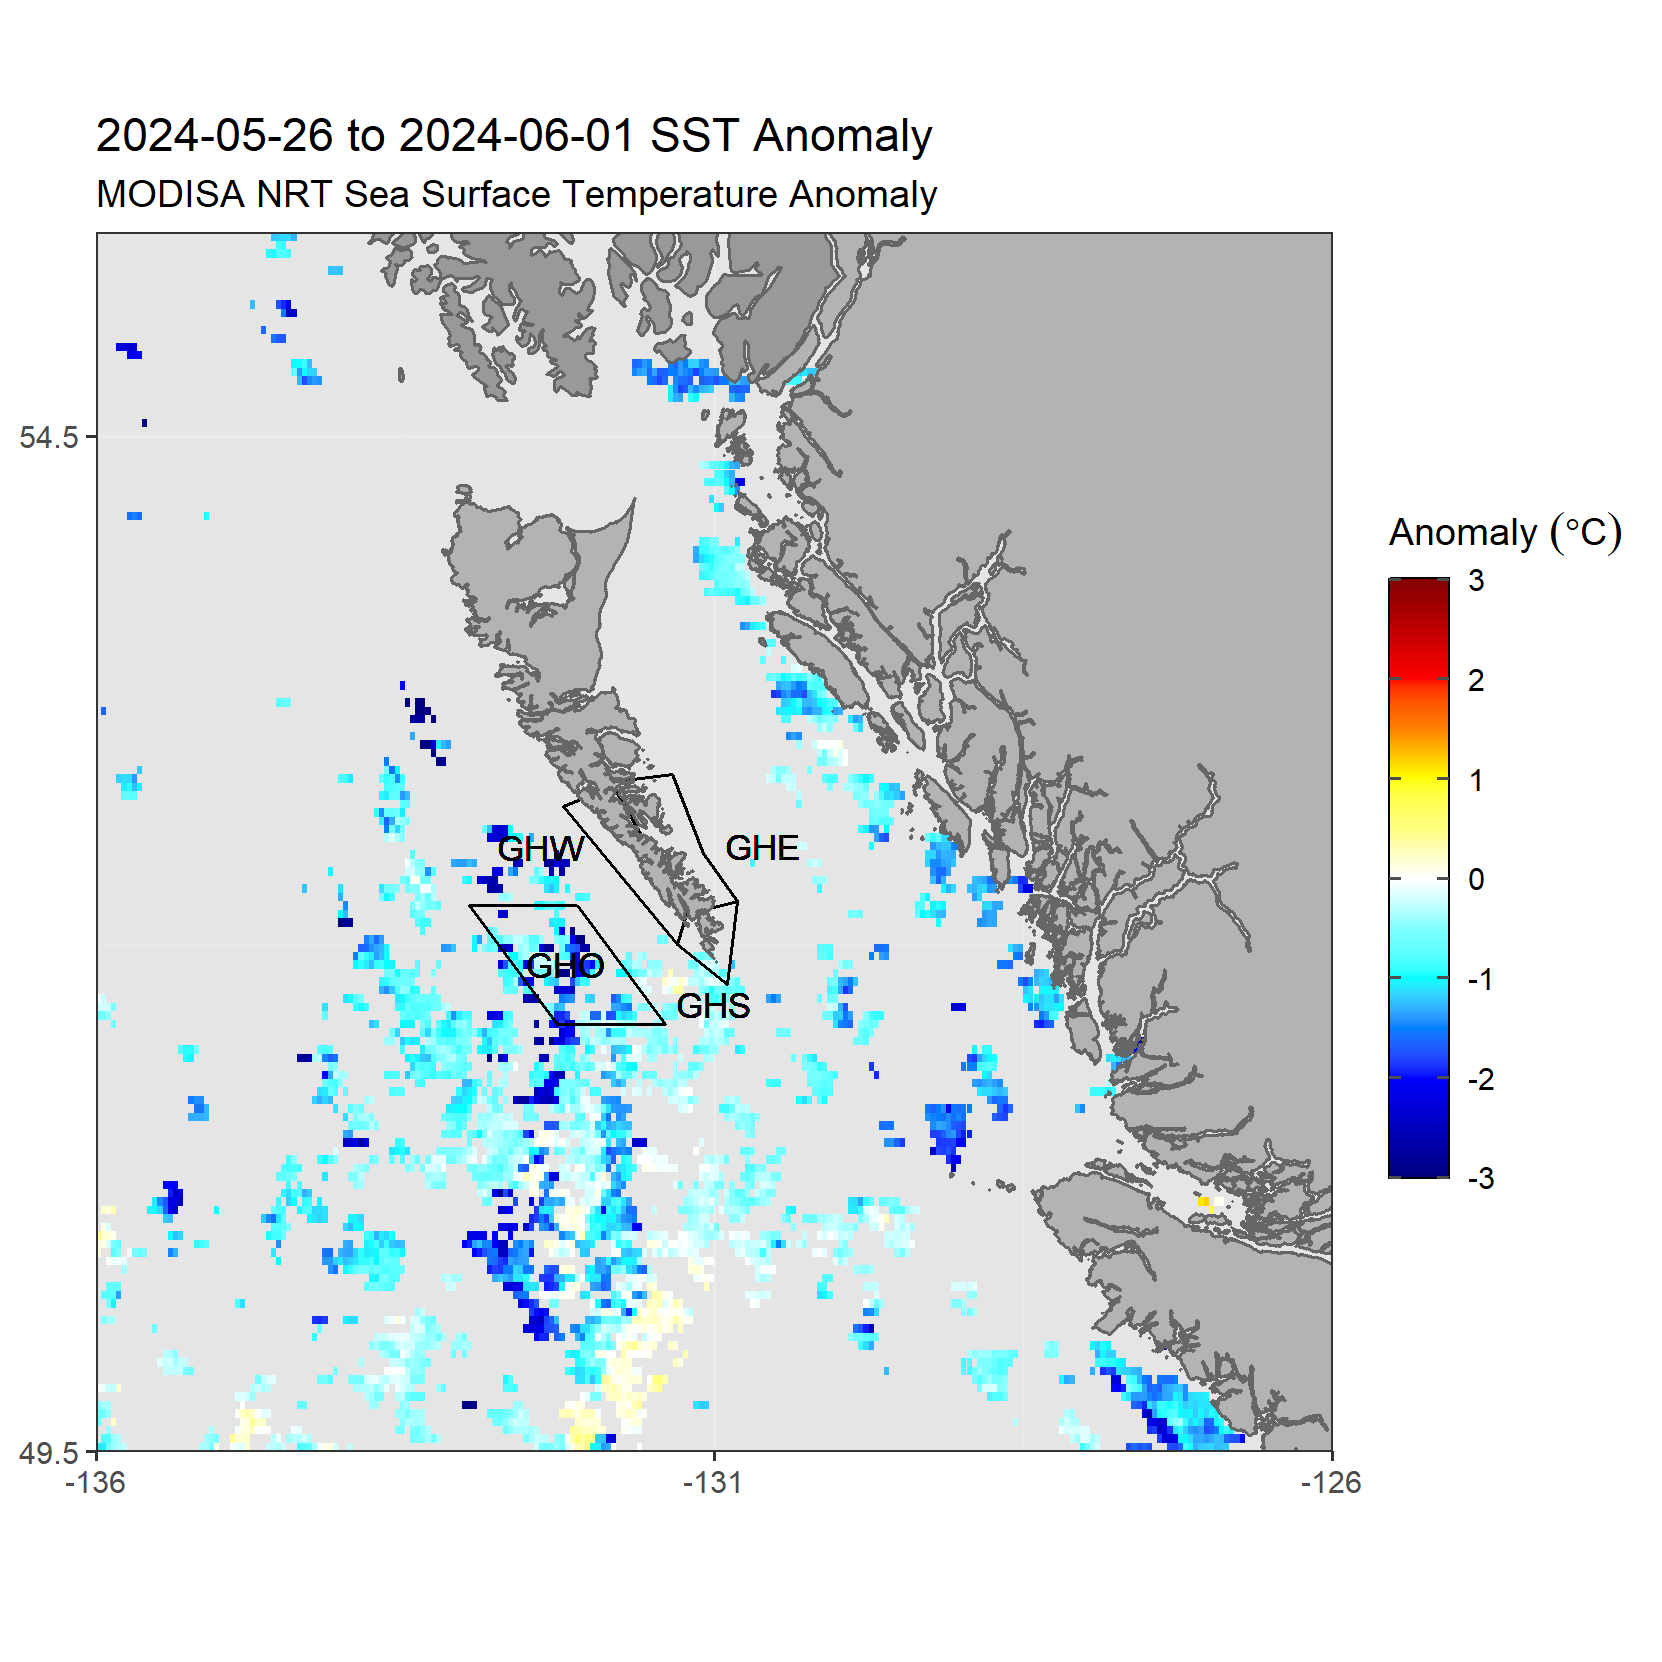 2024-05-26 to 2024-06-01 SST Anomaly
MODISA NRT Sea Surface Temperature Anomaly
54.5
49.5
-136
-131
-126
GHW
GHE
GHO
GHS
Anomaly (°C)
3
2
1
0
-1
-2
-3